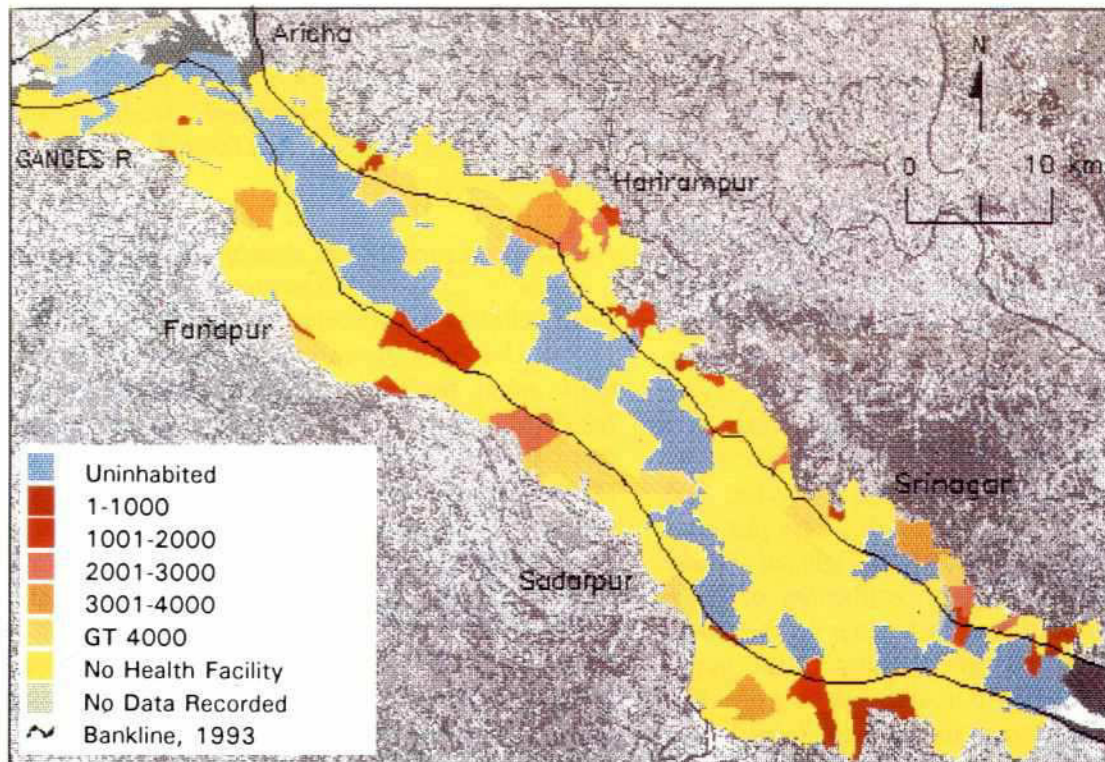 Aricha
N
GANGES R
0 10 km
Harirampur
Faridpur
Srinagar
Sadarpur
Uninhabited
1-1000
1001-2000
2001-3000
3001-4000
GT 4000
No Health Facility
No Data Recorded
Bankline, 1993